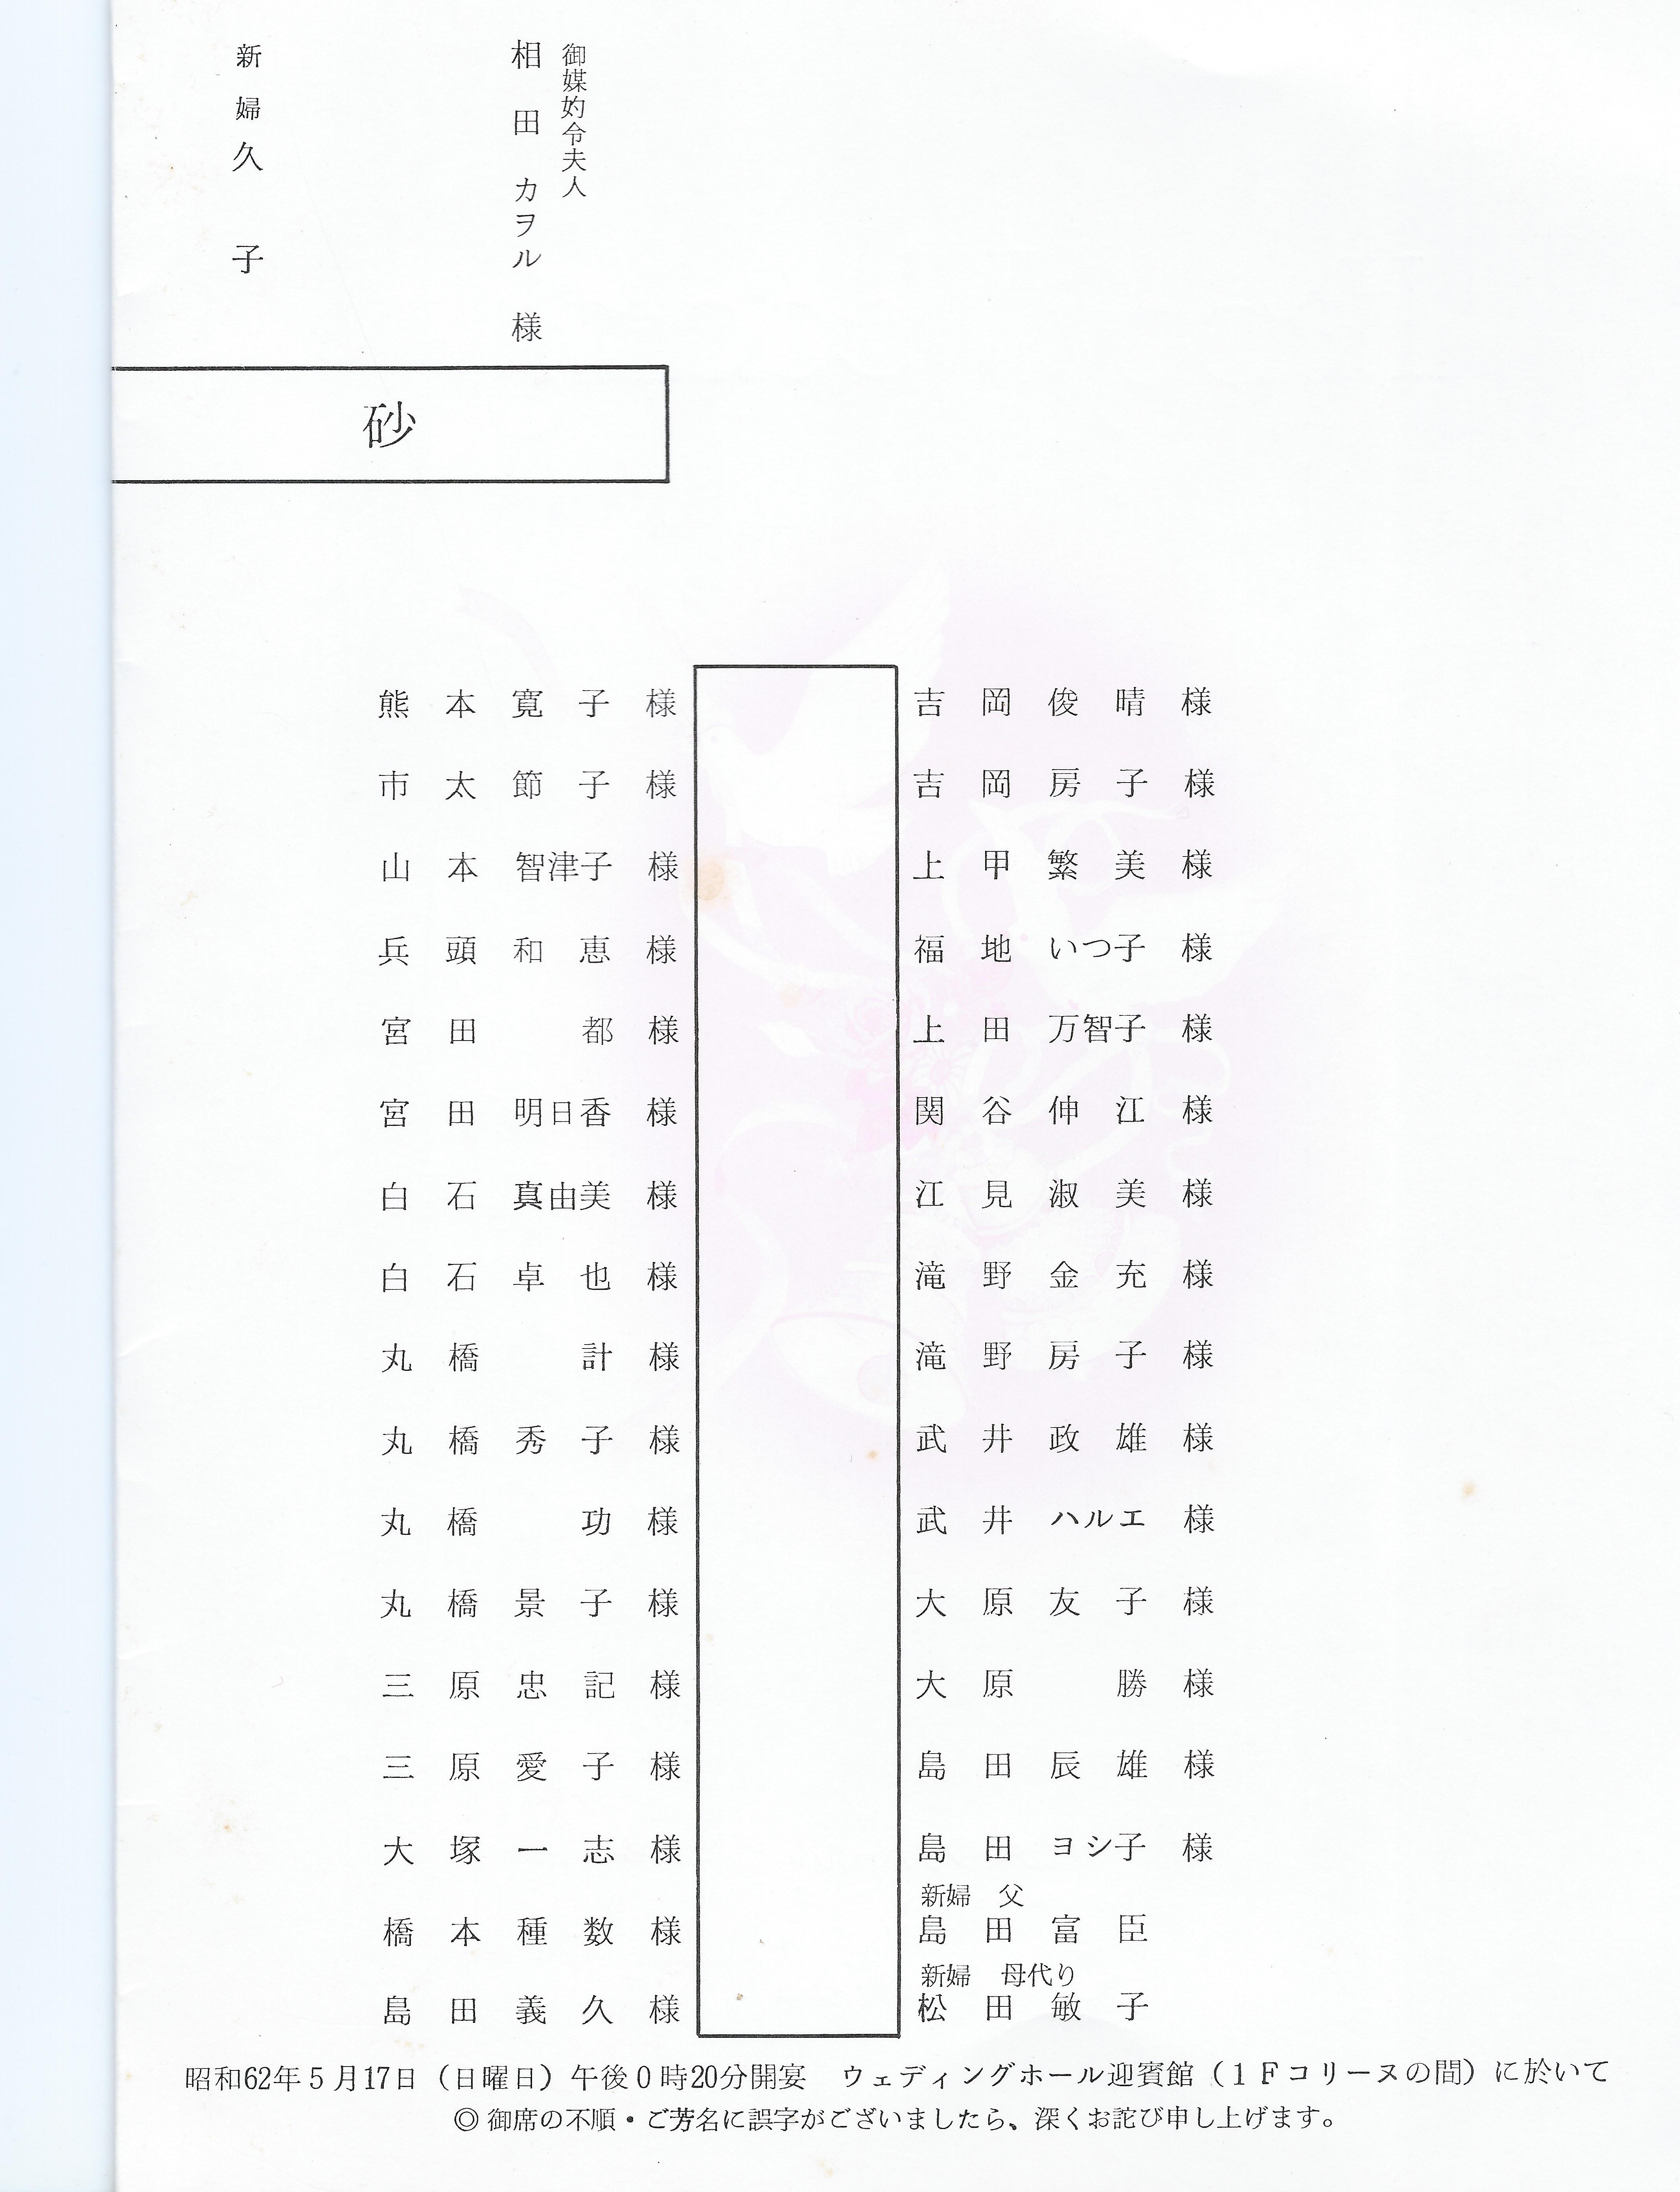 御媒妁令夫人
相田カヲル様
新婦久子
砂
熊本寛子様
市太節子様
山本智津子様
兵頭和恵様
宮田都様
宮田明日香様
白石真由美様
白石卓也様
丸橋計様
丸橋秀子様
丸橋功様
丸橋景子様
三原忠記様
三原愛子様
大塚一志様
橋本種数様
島田義久様
吉岡俊晴様
吉岡房子様
上甲繁美様
福地いつ子様
上田万智子様
関谷伸江様
江見淑美様
滝野金充様
滝野房子様
武井政雄様
武井ハルエ様
大原友子様
大原勝様
島田辰雄様
島田ヨシ子様
新婦 父
島田富臣
新婦 母代り
松田敏子
昭和62年5月17日（日曜日）午後0時20分開宴 ウェディングホール迎賓館（1Fコリーヌの間）に於いて
◎御席の不順・ご芳名に誤字がございましたら、深くお詫び申し上げます。